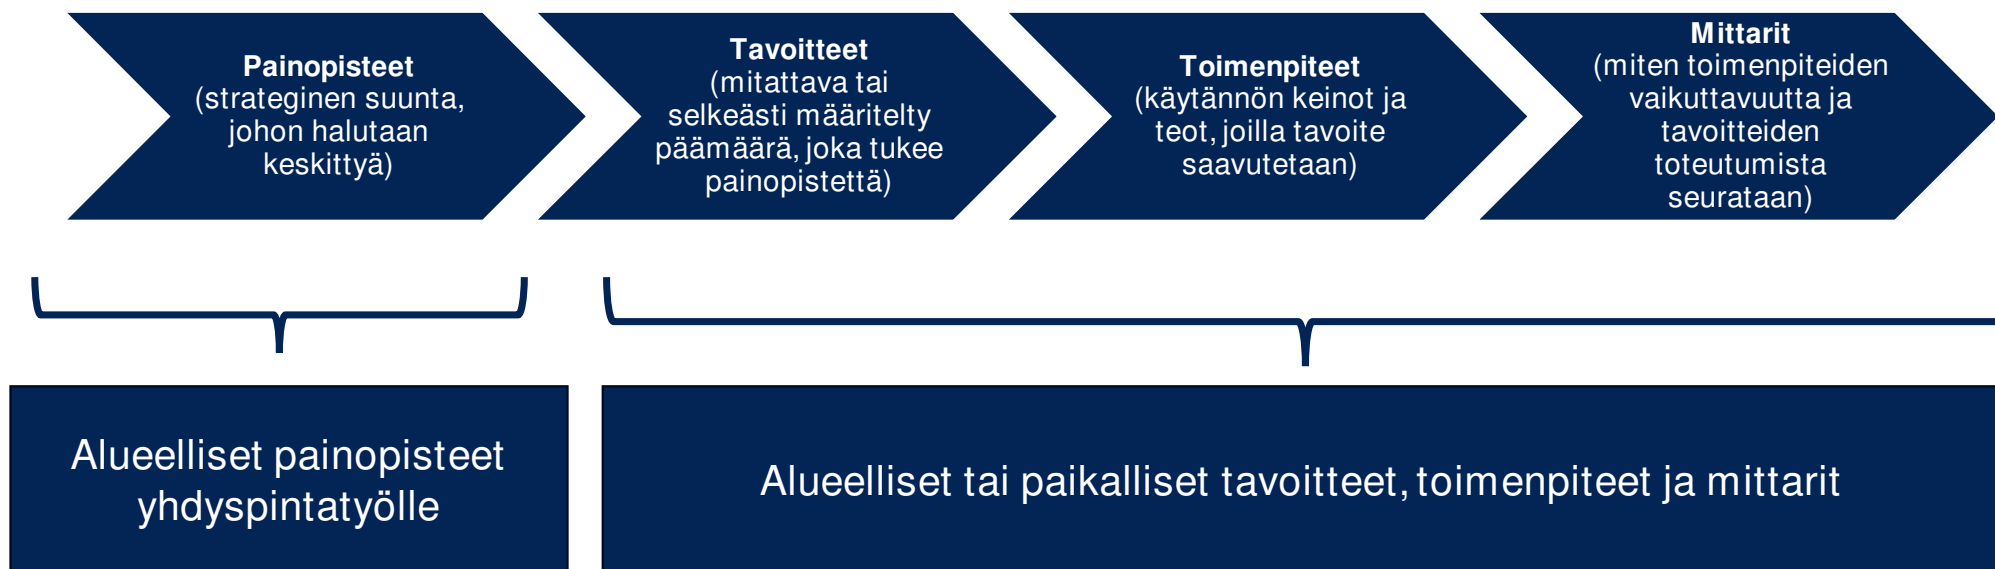 Painopisteet
(strateginen suunta,
johon halutaan
keskittyä)
Tavoitteet
(mitattava tai
selkeästi määritelty
päämäärä, joka tukee
painopistettä)
Toimenpiteet
(käytännön keinot ja
teot, joilla tavoite
saavutetaan)
Mittarit
(miten toimenpiteiden
vaikuttavuutta ja
tavoitteiden
toteutumista
seurataan)
Alueelliset painopisteet
yhdyspintatyölle
Alueelliset tai paikalliset tavoitteet, toimenpiteet ja mittarit